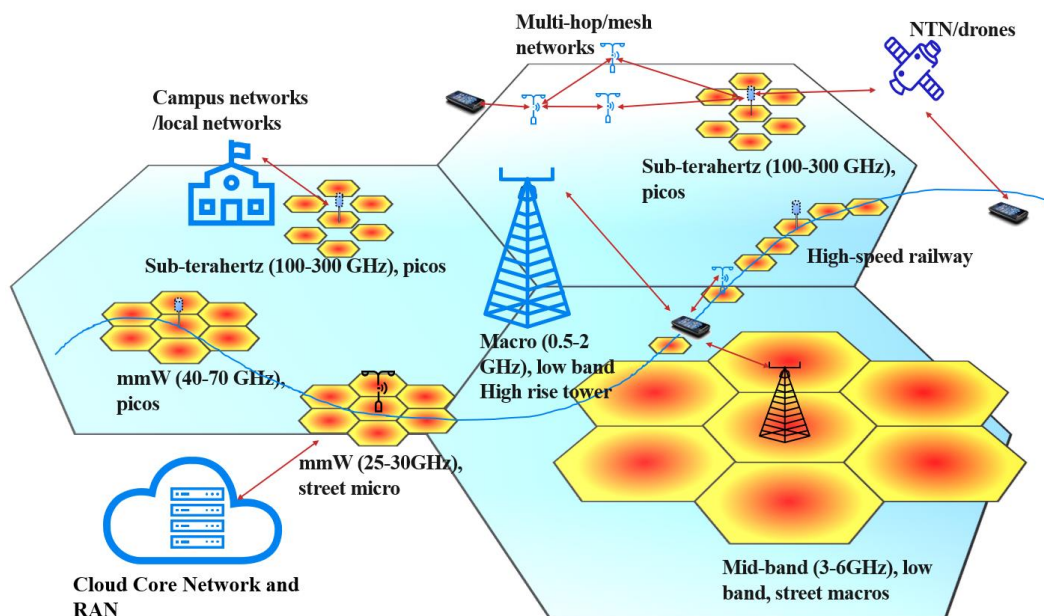 Multi-hop/mesh
networks
NTN/drones
Campus networks
/local networks
Sub-terahertz (100-300 GHz),
picos
High-speed railway
Sub-terahertz (100-300 GHz), picos
Macro (0.5-2
GHz), low band
High rise tower
mmW (40-70 GHz),
picos
mmW (25-30GHz),
street micro
Mid-band (3-6GHz), low
band, street macros
Cloud Core Network and
RAN